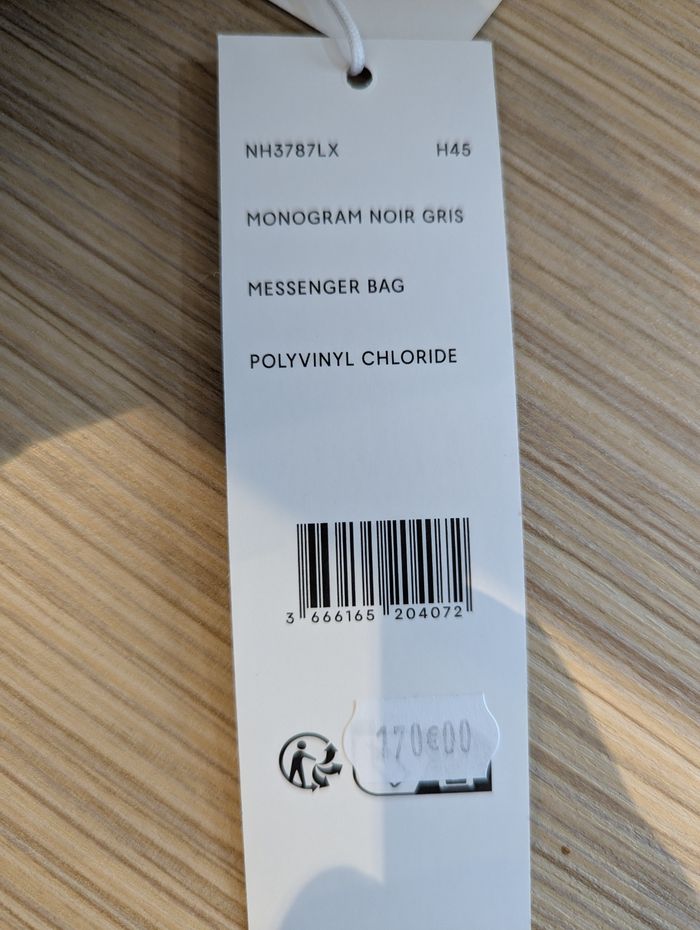 NH3787LX H45
MONOGRAM NOIR GRIS
MESSENGER BAG
POLYVINYL CHLORIDE
3 666165 204072
170€00